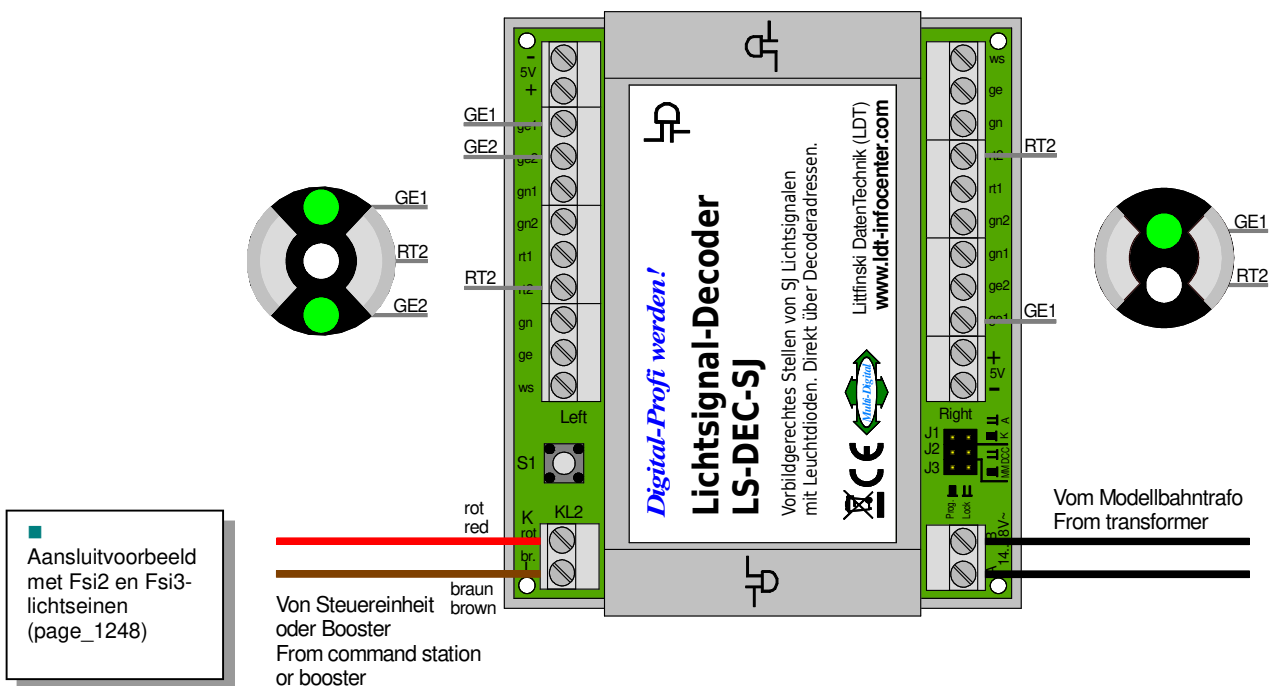 GE1
GE2
RT2
GE1
RT2
GE2
-
5V
+
ge1
ge2
gn1
gn2
rt1
rt2
gn
ge
ws
Left
S1
K
KL2
rot
br.
rot
red
braun
brown
Von Steuereinheit
oder Booster
From command station
or booster
■
Aansluitvoorbeeld
met Fsi2 en Fsi3-
lichtseinen
(page_1248)
Digital-Profi werden!
Lichtsignal-Decoder
LS-DEC-SJ
Vorbildgerechtes Stellen von SJ Lichtsignalen
mit Leuchtdioden. Direkt über Decoderadressen.
Littfinski DatenTechnik (LDT)
www.ldt-infocenter.com
Multi-Digital
CE
ws
ge
gn
rt2
rt1
gn2
gn1
ge2
ge1
+
5V
-
Right
J1
J2
J3
A
K
DCC
MM
Prog.
Lock
B
14..18V~
A
RT2
GE1
GE1
RT2
Vom Modellbahntrafo
From transformer